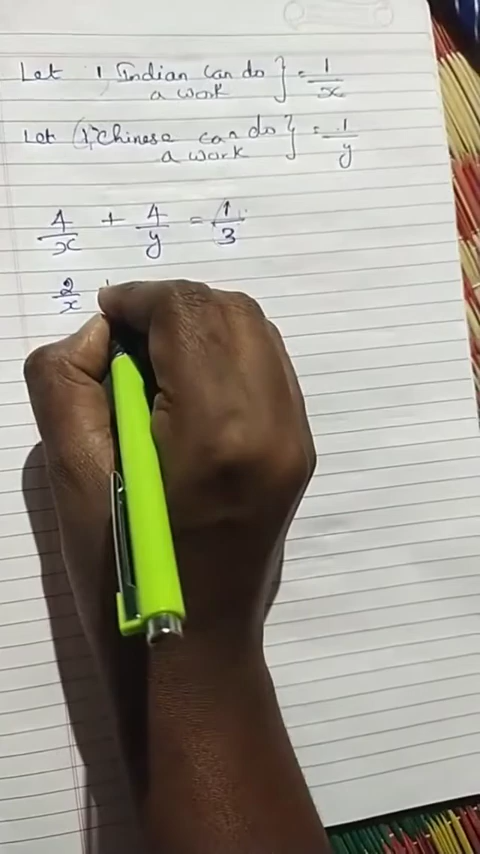 Let 1 Indian can do } = 1/x
a work
Let (1) Chinese can do } = 1/y
a work
4/x + 4/y = 1/3
2/x